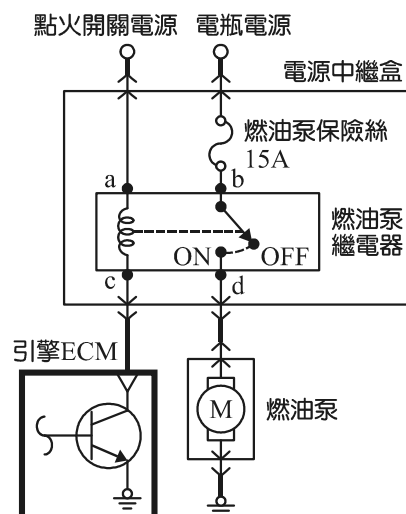 點火開關電源
電瓶電源
電源中繼盒
燃油泵保險絲
15A
a
b
燃油泵
繼電器
ON
OFF
c
d
引擎ECM
M
燃油泵